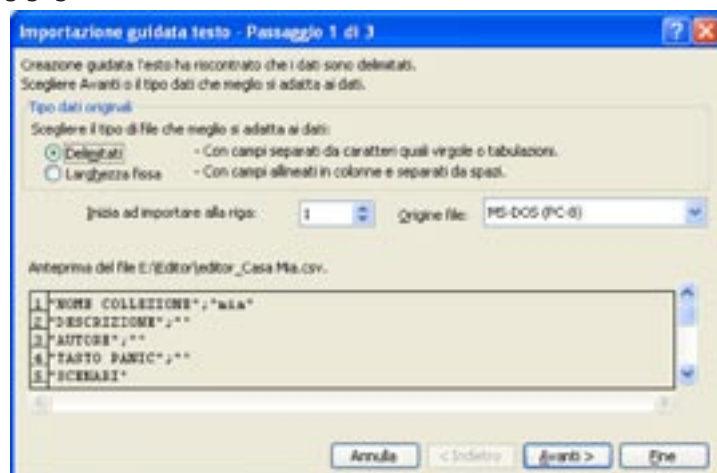 Importazione guidata testo - Passaggio 1 di 3
Creazione guidata Testo ha riscontrato che i dati sono delimitati.
Scegliere Avanti o il tipo dati che meglio si adatta ai dati.
Tipo dati originali
Scegliere il tipo di file che meglio si adatta ai dati:
Delimitati - Con campi separati da caratteri quali virgole o tabulazioni.
Larghezza fissa - Con campi allineati in colonne e separati da spazi.
Inizia ad importare alla riga: 1 Origine file: MS-DOS (PC-8)
Anteprima del file E:\Editor\editor_Casa Mia.csv.
1 "NOME COLLEZIONE";"mia"
2 "DESCRIZIONE";""
3 "AUTORE";""
4 "TASTO PANIC";""
5 "SCENARI"
Annulla < Indietro Avanti > Fine